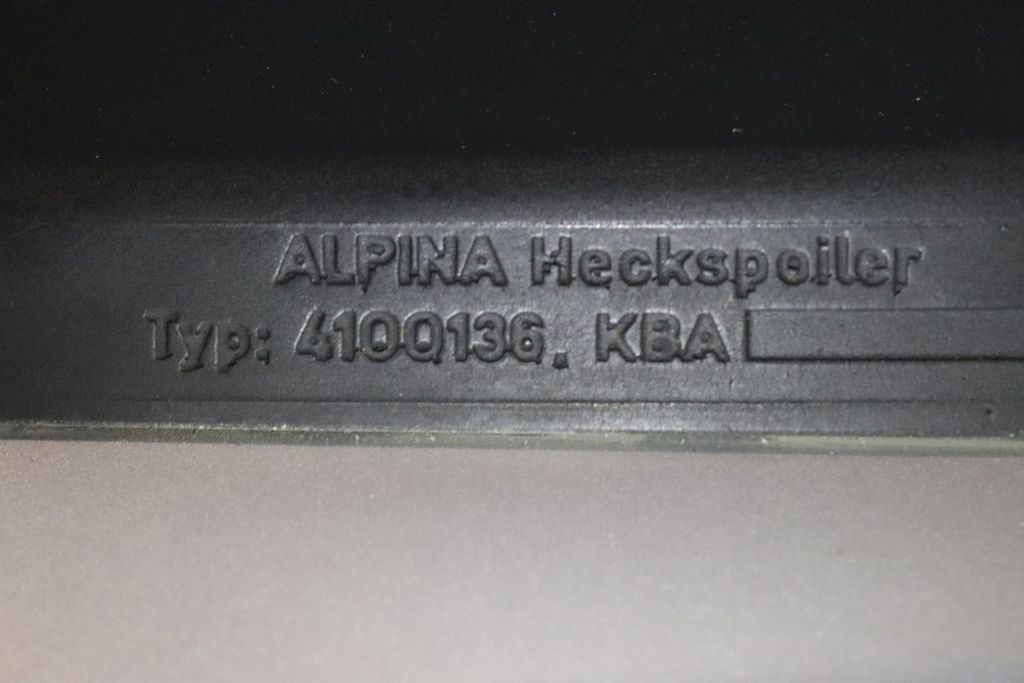 ALPINA Heckspoiler
Typ: 4100136. KBA